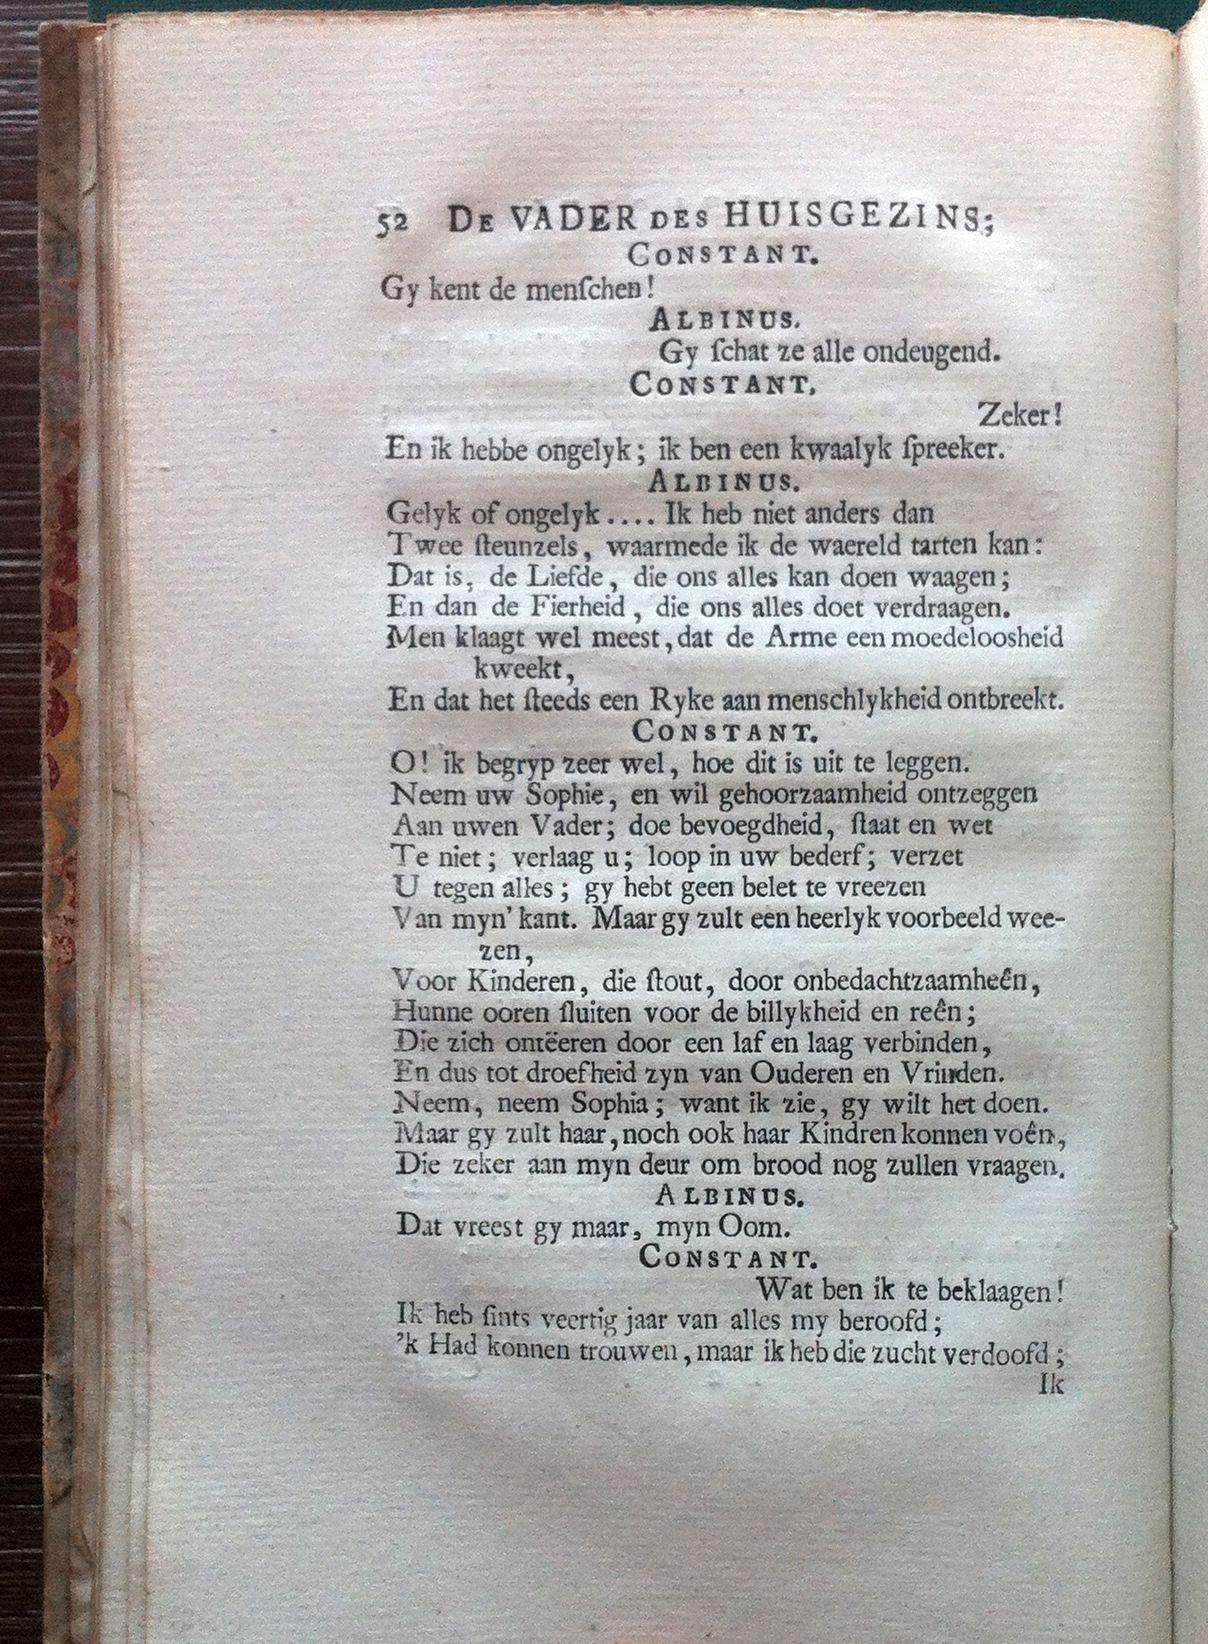 52 DE VADER DES HUISGEZINS;
CONSTANT.
Gy kent de menſchen!
ALBINUS.
Gy ſchat ze alle ondeugend.
CONSTANT.
Zeker!
En ik hebbe ongelyk; ik ben een kwaalyk ſpreeker.
ALBINUS.
Gelyk of ongelyk.... Ik heb niet anders dan
Twee ſteunzels, waarmede ik de waereld tarten kan:
Dat is, de Liefde, die ons alles kan doen waagen;
En dan de Fierheid, die ons alles doet verdraagen.
Men klaagt wel meest, dat de Arme een moedeloosheid
kweekt,
En dat het ſteeds een Ryke aan menschlykheid ontbreekt.
CONSTANT.
O! ik begryp zeer wel, hoe dit is uit te leggen.
Neem uw Sophie, en wil gehoorzaamheid ontzeggen
Aan uwen Vader; doe bevoegdheid, ſtaat en wet
Te niet; verlaag u; loop in uw bederf; verzet
U tegen alles; gy hebt geen belet te vreezen
Van myn' kant. Maar gy zult een heerlyk voorbeeld wee-
zen,
Voor Kinderen, die ſtout, door onbedachtzaamheên,
Hunne ooren ſluiten voor de billykheid en reên;
Die zich ontëeren door een laf en laag verbinden,
En dus tot droefheid zyn van Ouderen en Vrinden.
Neem, neem Sophia; want ik zie, gy wilt het doen.
Maar gy zult haar, noch ook haar Kindren konnen voên,
Die zeker aan myn deur om brood nog zullen vraagen.
ALBINUS.
Dat vreest gy maar, myn Oom.
CONSTANT.
Wat ben ik te beklaagen!
Ik heb ſints veertig jaar van alles my beroofd;
'k Had konnen trouwen, maar ik heb die zucht verdoofd;
Ik